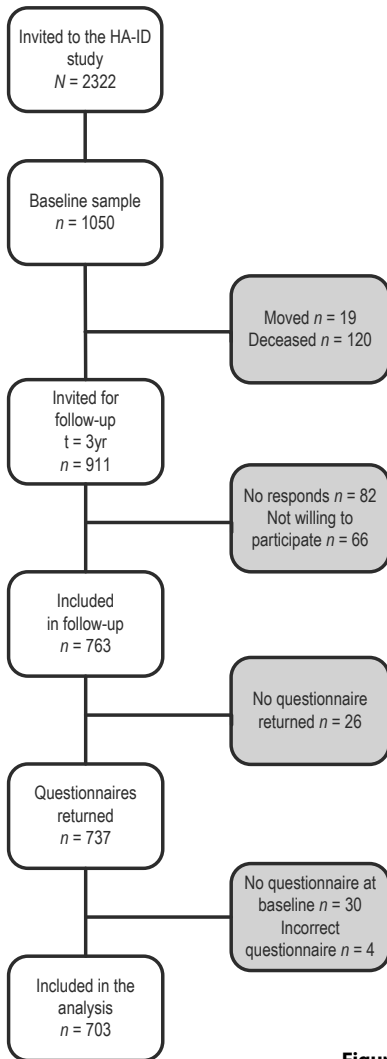 Invited to the HA-ID
study
N = 2322
Baseline sample
n = 1050
Moved n = 19
Deceased n = 120
Invited for
follow-up
t = 3yr
n = 911
No responds n = 82
Not willing to
participate n = 66
Included
in follow-up
n = 763
No questionnaire
returned n = 26
Questionnaires
returned
n = 737
No questionnaire at
baseline n = 30
Incorrect
questionnaire n = 4
Included in the
analysis
n = 703
Figur